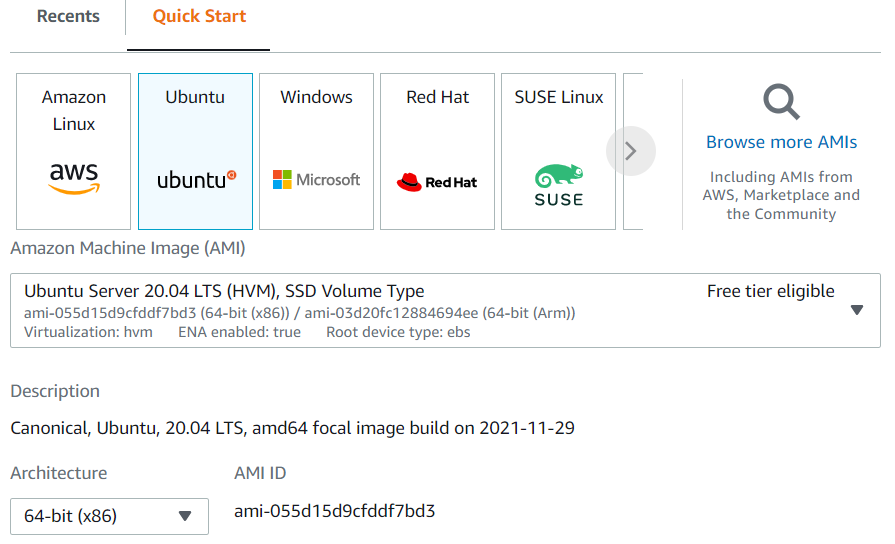 Recents
Quick Start
Amazon
Linux
aws
Ubuntu
ubuntu
Windows
Microsoft
Red Hat
Red Hat
SUSE Linux
SUSE
Browse more AMIs
Including AMIs from
AWS, Marketplace and
the Community
Amazon Machine Image (AMI)
Ubuntu Server 20.04 LTS (HVM), SSD Volume Type
Free tier eligible
ami-055d15d9cfddf7bd3 (64-bit (x86)) / ami-03d20fc12884694ee (64-bit (Arm))
Virtualization: hvm ENA enabled: true Root device type: ebs
Description
Canonical, Ubuntu, 20.04 LTS, amd64 focal image build on 2021-11-29
Architecture
AMI ID
64-bit (x86)
ami-055d15d9cfddf7bd3